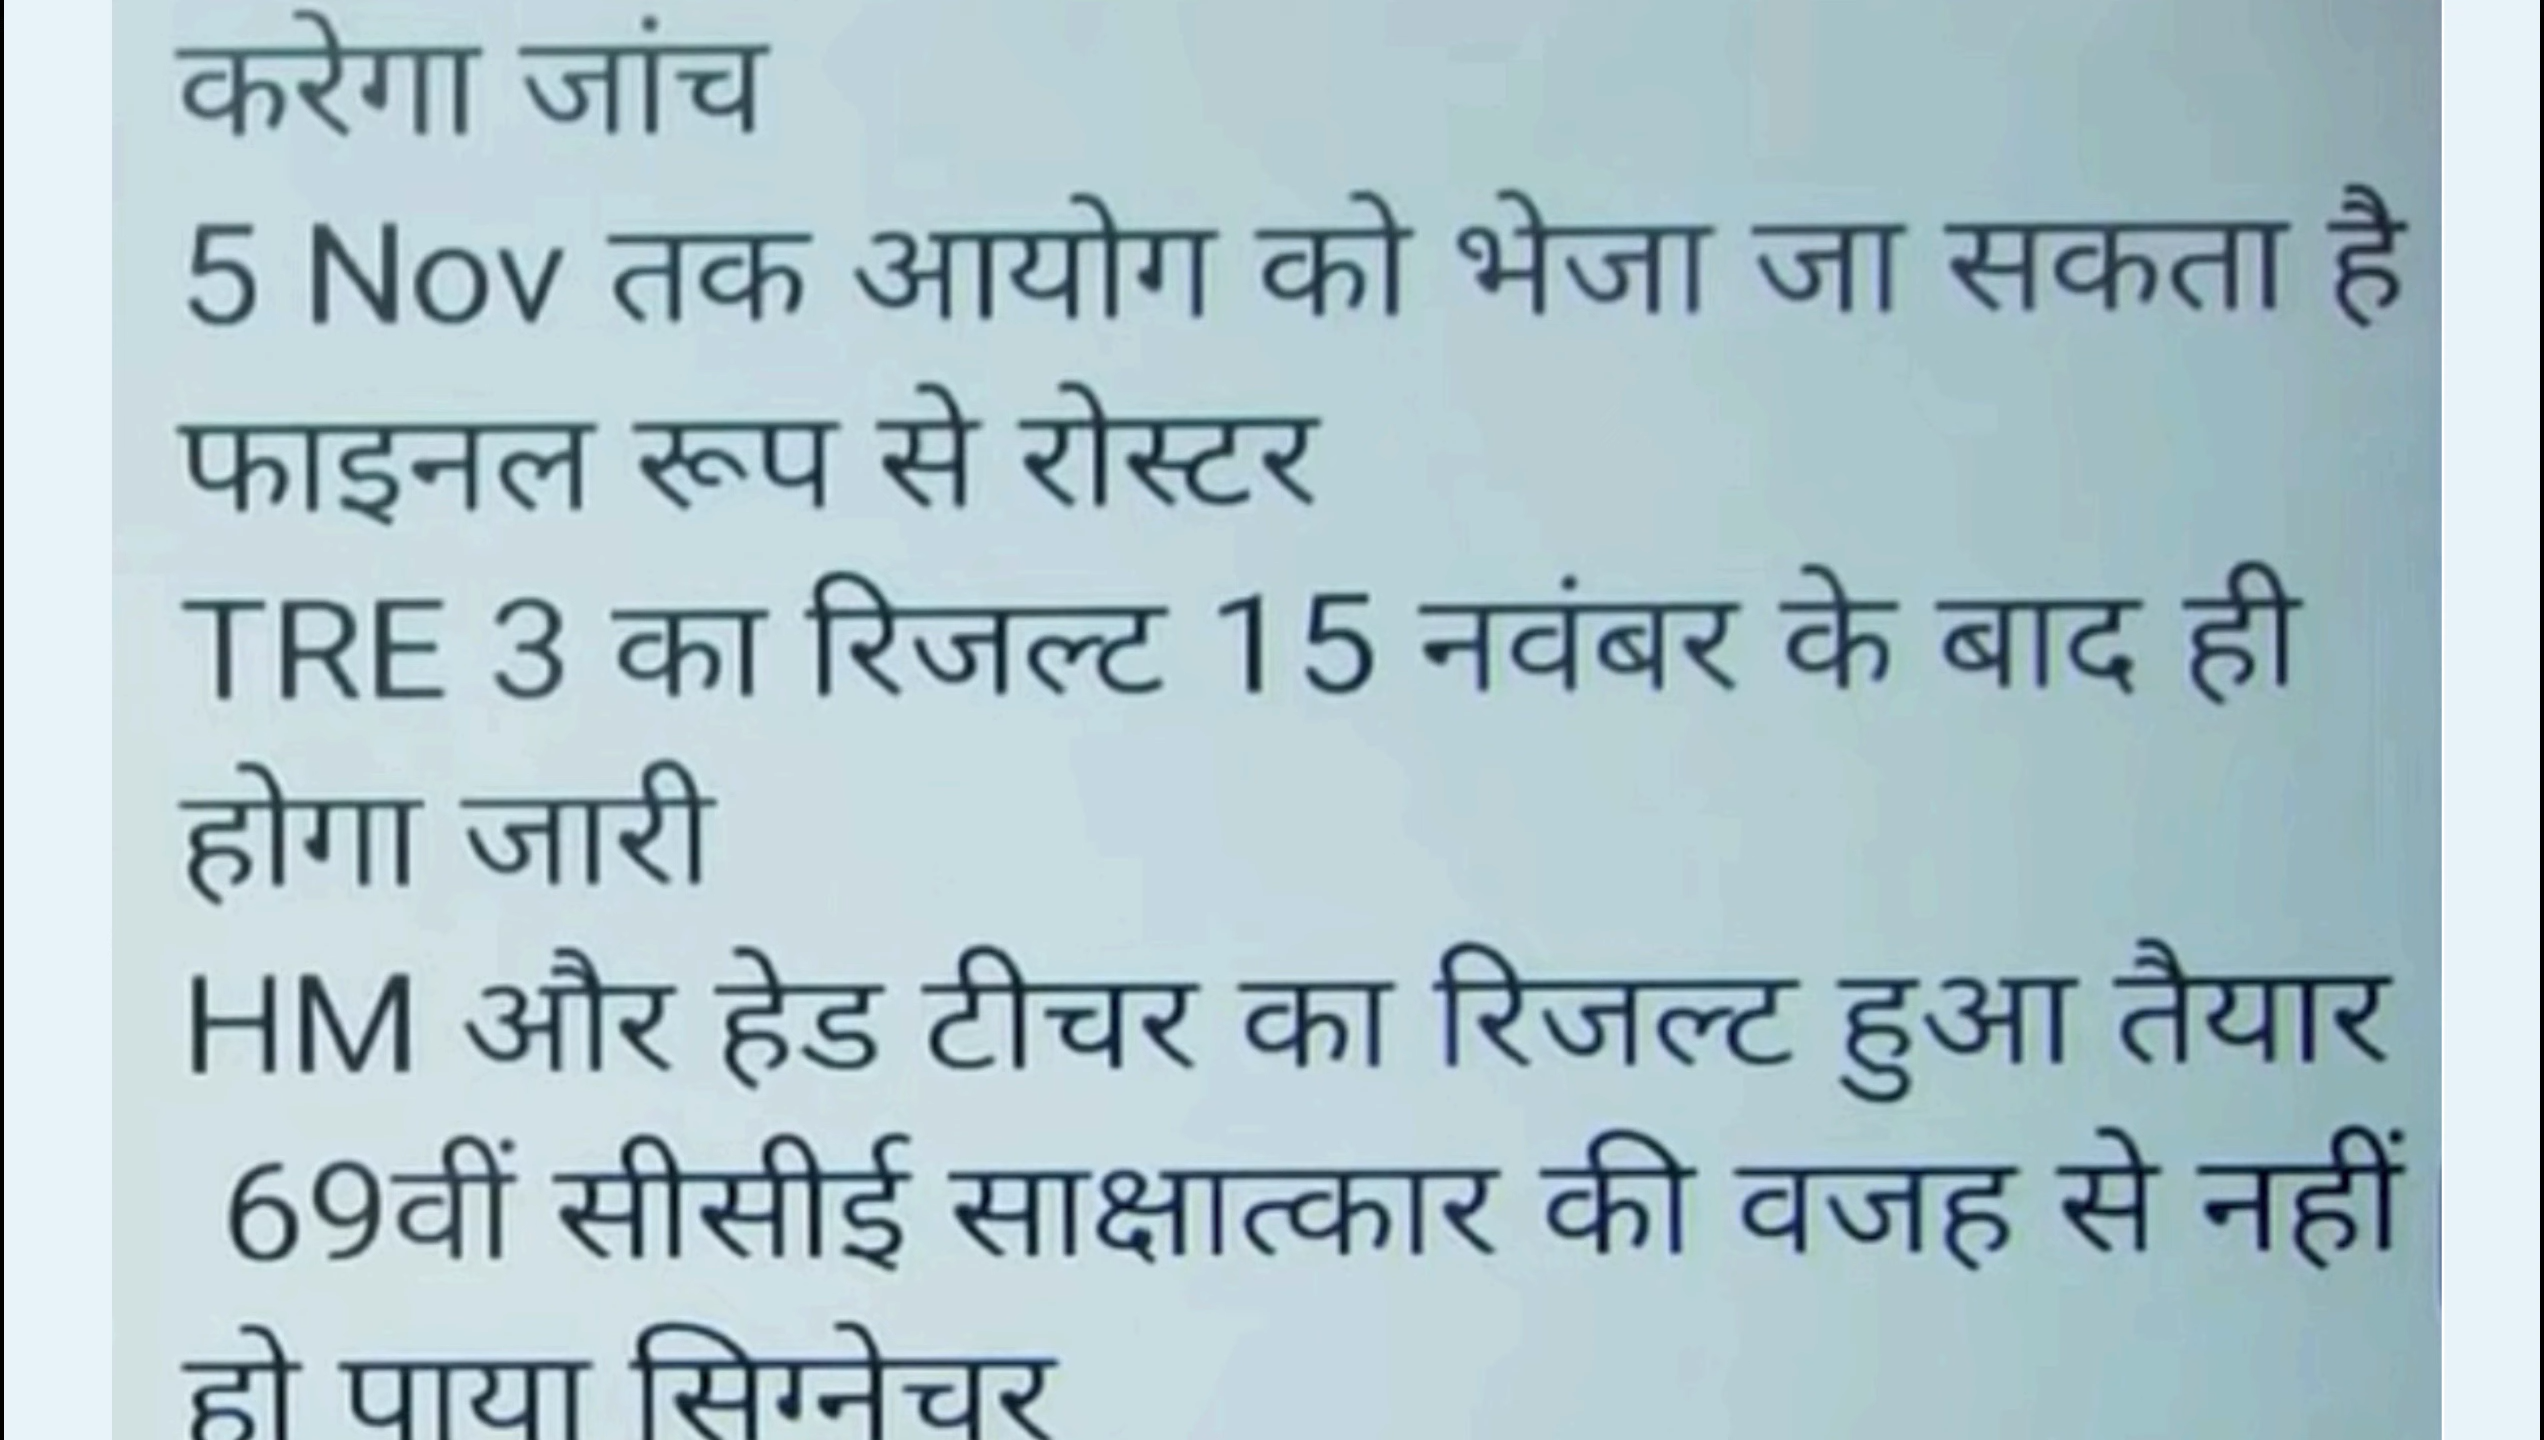 करेगा जांच
5 Nov तक आयोग को भेजा जा सकता है
फाइनल रूप से रोस्टर
TRE 3 का रिजल्ट 15 नवंबर के बाद ही
होगा जारी
HM और हेड टीचर का रिजल्ट हुआ तैयार
69वीं सीसीई साक्षात्कार की वजह से नहीं
हो पाया सिग्नेचर